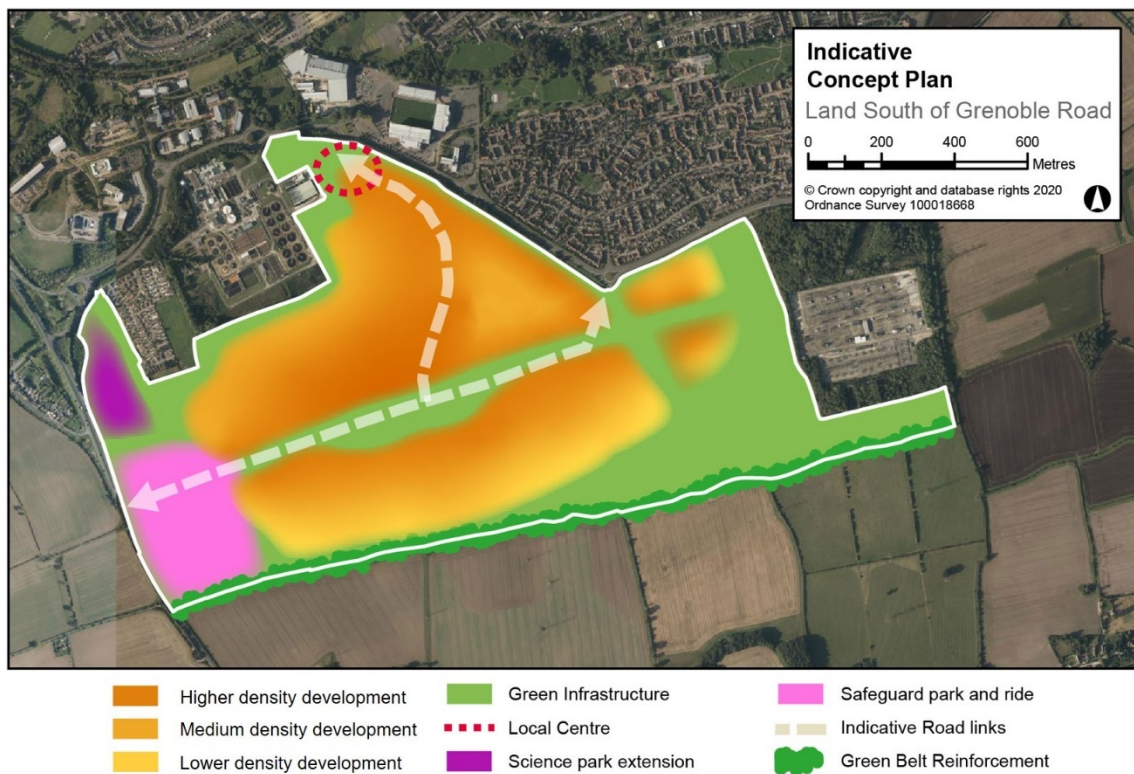 Indicative
Concept Plan
Land South of Grenoble Road
0 200 400 600
Metres
© Crown copyright and database rights 2020
Ordnance Survey 100018668
Higher density development
Medium density development
Lower density development
Green Infrastructure
Local Centre
Science park extension
Safeguard park and ride
Indicative Road links
Green Belt Reinforcement